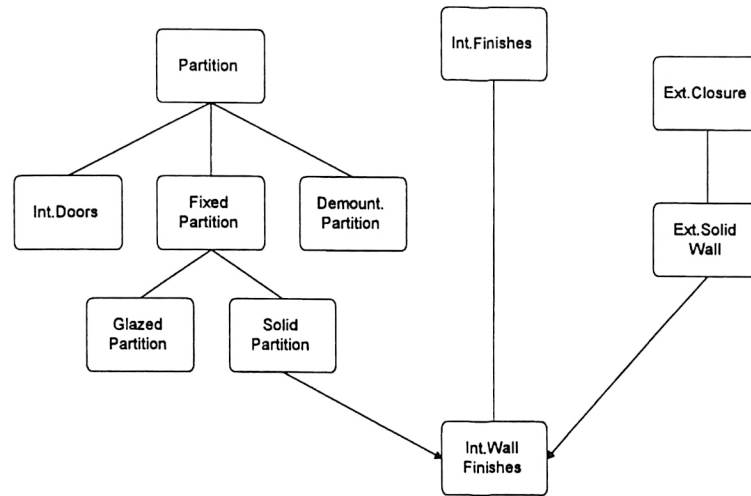 Partition
Int.Finishes
Ext.Closure
Int.Doors
Fixed
Partition
Demount.
Partition
Ext.Solid
Wall
Glazed
Partition
Solid
Partition
Int.Wall
Finishes